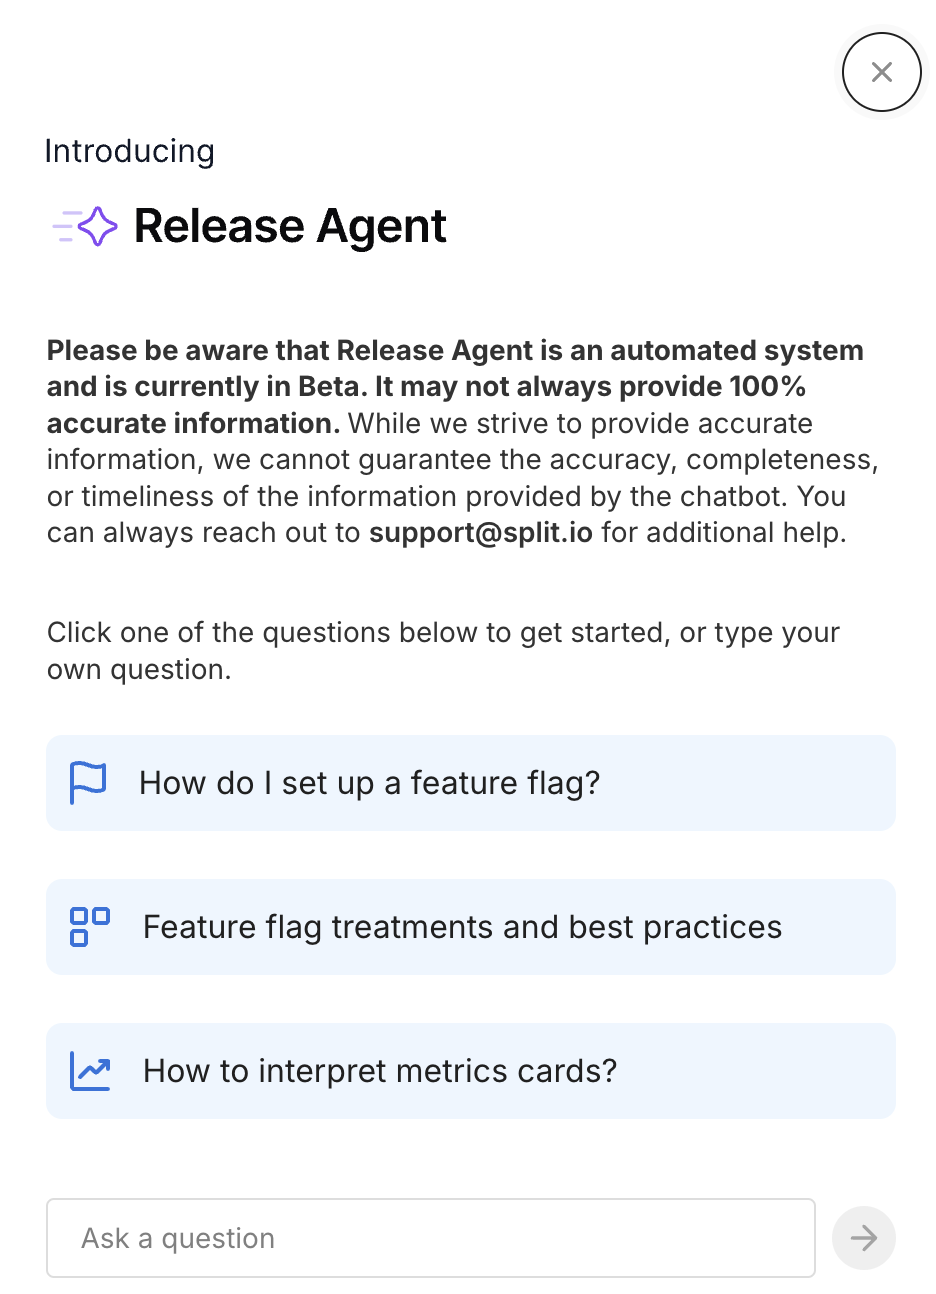 Introducing
Release Agent
Please be aware that Release Agent is an automated system
and is currently in Beta. It may not always provide 100%
accurate information. While we strive to provide accurate
information, we cannot guarantee the accuracy, completeness,
or timeliness of the information provided by the chatbot. You
can always reach out to support@split.io for additional help.
Click one of the questions below to get started, or type your
own question.
How do I set up a feature flag?
Feature flag treatments and best practices
How to interpret metrics cards?
Ask a question